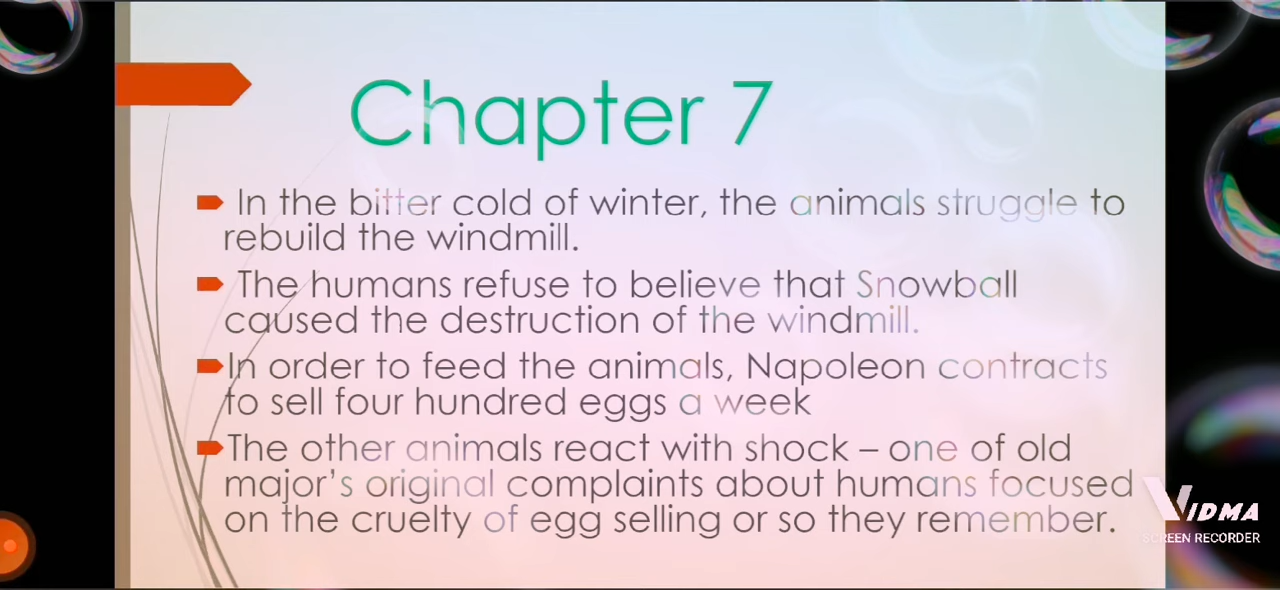 Chapter 7
In the bitter cold of winter, the animals struggle to
rebuild the windmill.
The humans refuse to believe that Snowball
caused the destruction of the windmill.
In order to feed the animals, Napoleon contracts
to sell four hundred eggs a week
The other animals react with shock – one of old
major's original complaints about humans focused
on the cruelty of egg selling or so they remember.
VIDMA
SCREEN RECORDER